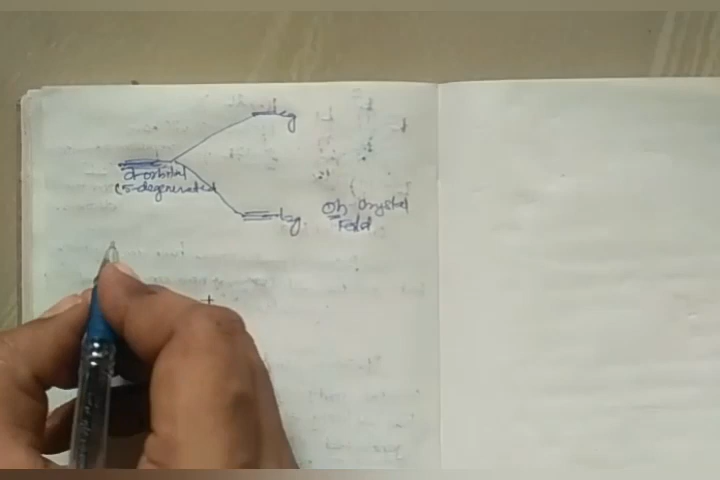 eg
d-orbital
(5-degenerated
t2g
Oh Crystal
Field
+